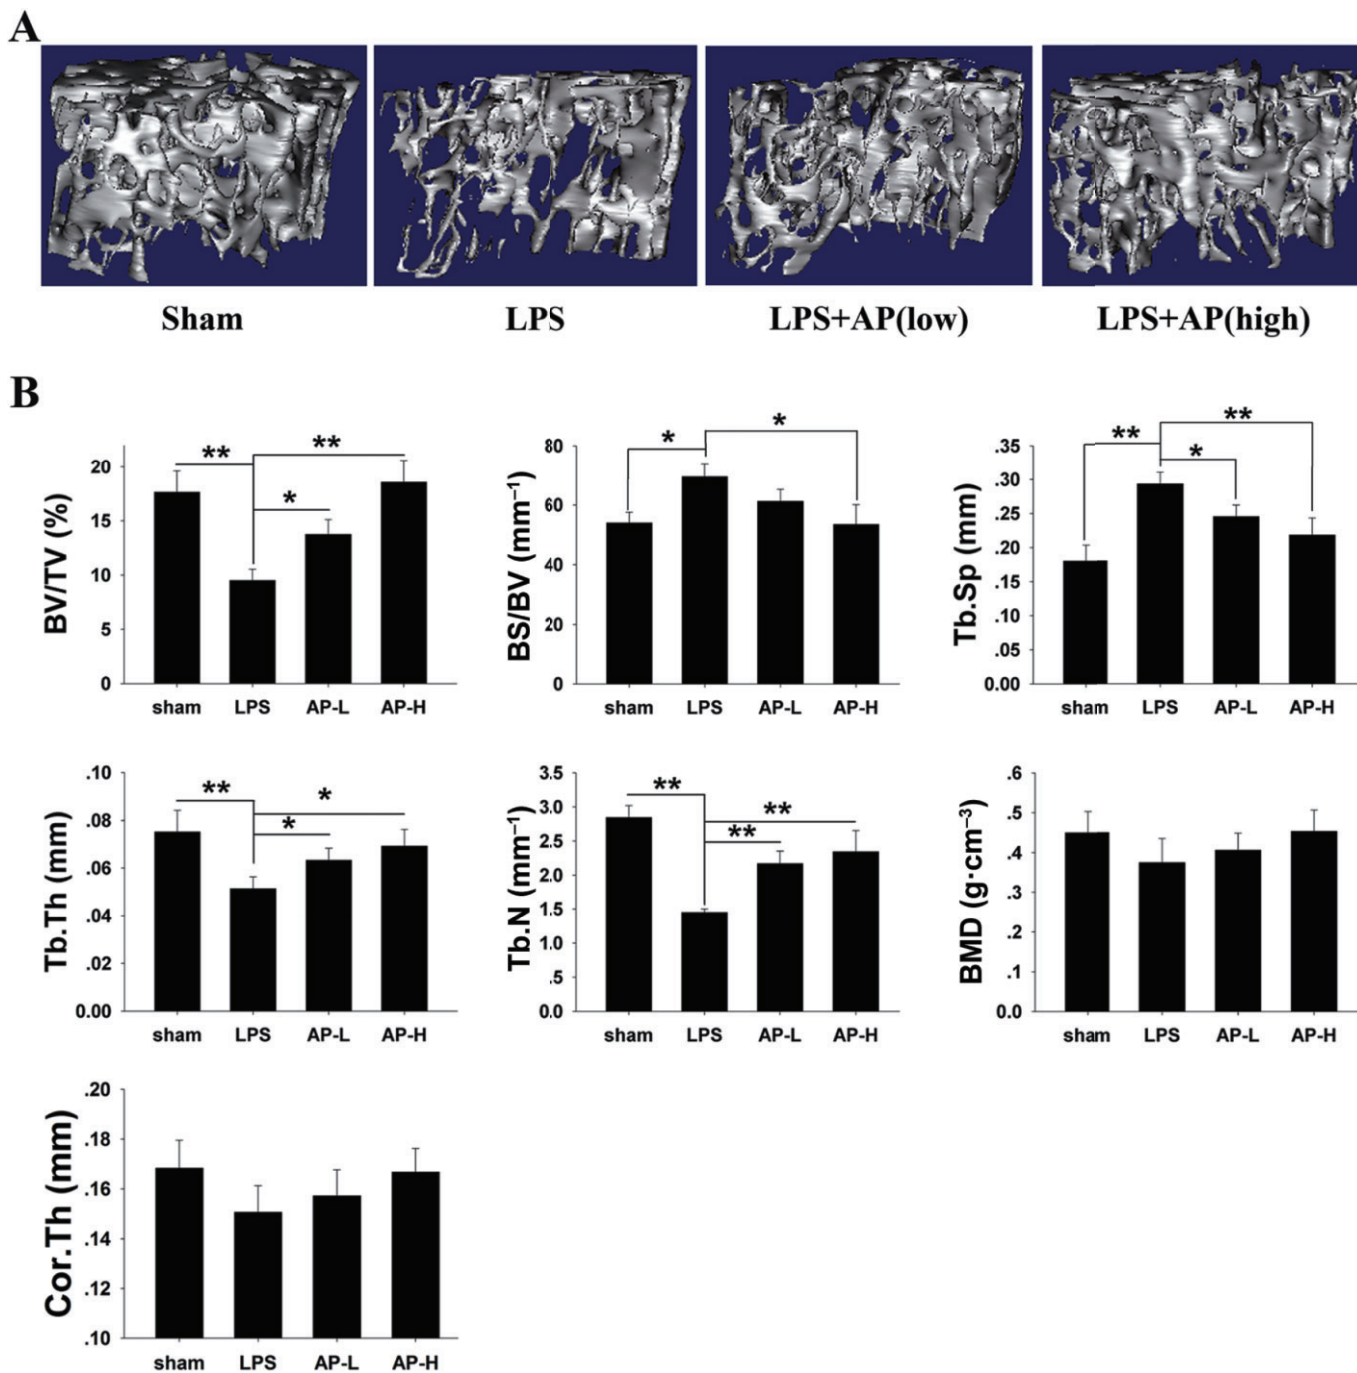 A
Sham LPS LPS+AP(low) LPS+AP(high)
B
BV/TV (%)
20
15
10
5
0
** ** *
sham LPS AP-L AP-H
BS/BV (mm⁻¹)
80
60
40
20
0
* *
sham LPS AP-L AP-H
Tb.Sp (mm)
.35
.30
.25
.20
.15
.10
.05
0.00
** ** *
sham LPS AP-L AP-H
Tb.Th (mm)
.10
.08
.06
.04
.02
0.00
** * *
sham LPS AP-L AP-H
Tb.N (mm⁻¹)
3.5
3.0
2.5
2.0
1.5
1.0
.5
0.0
** ** **
sham LPS AP-L AP-H
BMD (g·cm⁻³)
.6
.5
.4
.3
.2
.1
0.0
sham LPS AP-L AP-H
Cor.Th (mm)
.20
.18
.16
.14
.12
.10
sham LPS AP-L AP-H